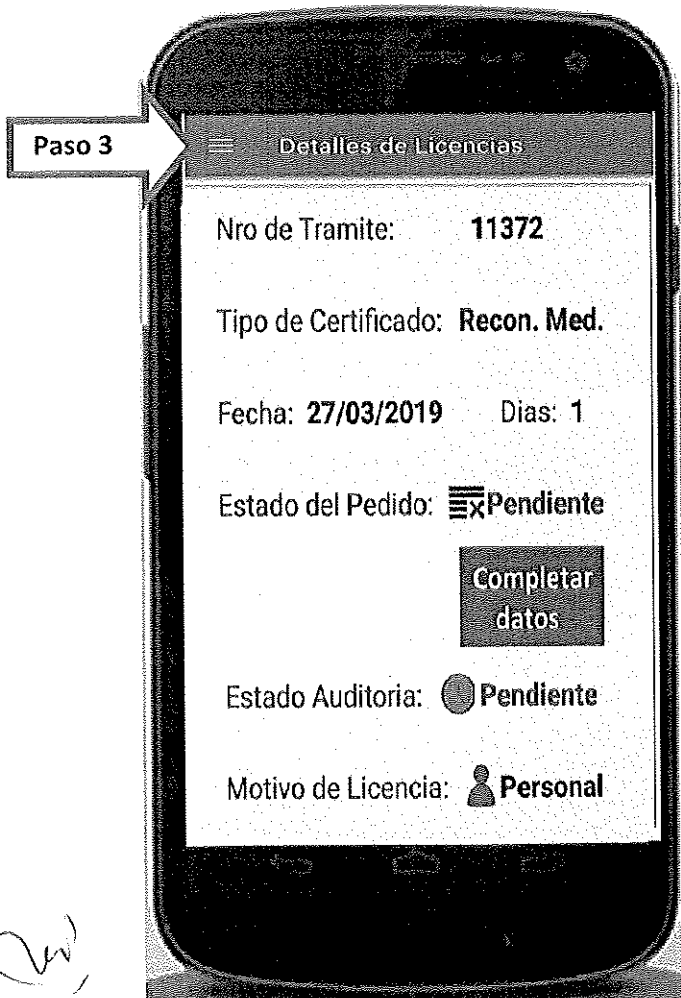 Paso 3
Detalles de Licencias
Nro de Tramite: 11372
Tipo de Certificado: Recon. Med.
Fecha: 27/03/2019 Dias: 1
Estado del Pedido: Pendiente
Completar
datos
Estado Auditoria: Pendiente
Motivo de Licencia: Personal